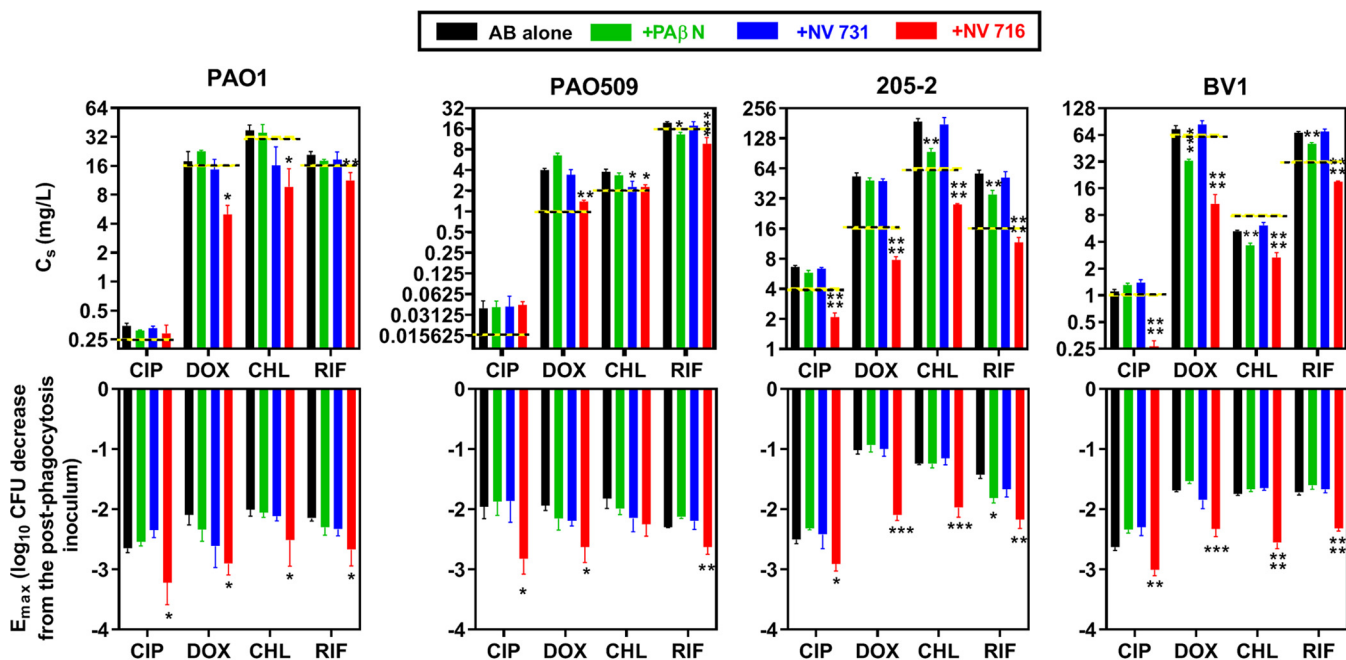 AB alone +PAβ N +NV 731 +NV 716
PAO1 PAO509 205-2 BV1
Cs (mg/L)
64
32
16
8
4
2
1
0.5
0.25
* * **
CIP DOX CHL RIF
32
16
8
4
2
1
0.5
0.25
0.125
0.0625
0.03125
0.015625
** * * * ***
CIP DOX CHL RIF
256
128
64
32
16
8
4
2
1
**** **** ** **** ** ****
CIP DOX CHL RIF
128
64
32
16
8
4
2
1
0.5
0.25
**** *** **** ** **** ** ****
CIP DOX CHL RIF
Emax (log10 CFU decrease
from the post-phagocytosis
inoculum)
-0
-1
-2
-3
-4
* * * *
CIP DOX CHL RIF
-0
-1
-2
-3
-4
* * **
CIP DOX CHL RIF
-0
-1
-2
-3
-4
* *** *** * **
CIP DOX CHL RIF
-0
-1
-2
-3
-4
** *** **** ****
CIP DOX CHL RIF